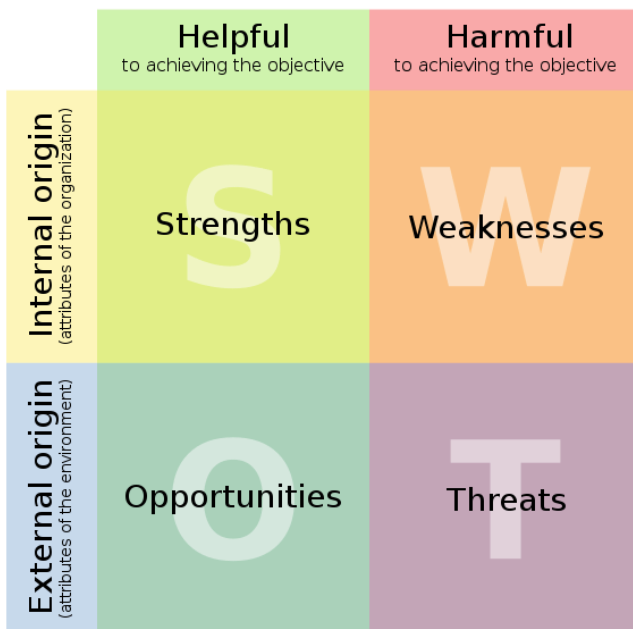 Helpful
to achieving the objective
Harmful
to achieving the objective
Internal origin
(attributes of the organization)
S
Strengths
W
Weaknesses
External origin
(attributes of the environment)
O
Opportunities
T
Threats